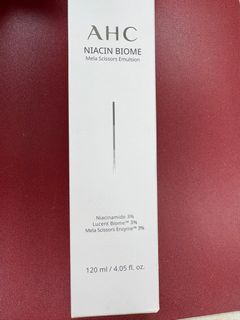 AHC
NIACIN BIOME
Mela Scissors Emulsion
Niacinamide 3%
Lucent Biome™ 3%
Mela Scissors Enzyme™ 3%
120 ml / 4.05 fl. oz.